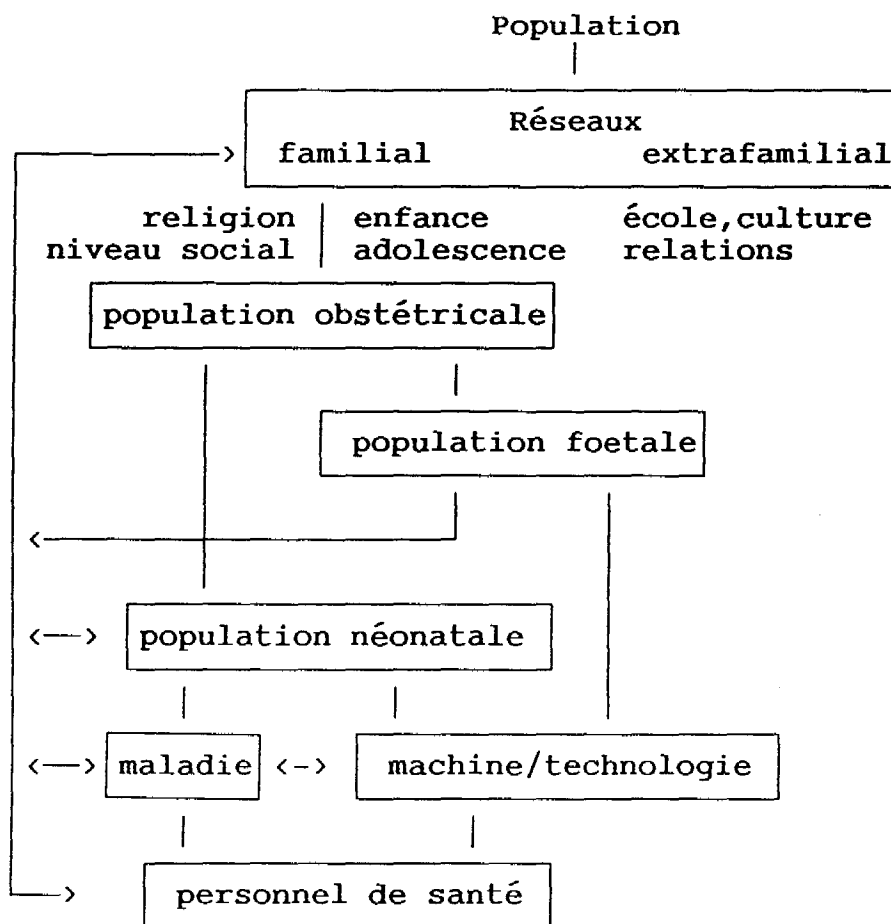 Population
Réseaux
familial extrafamilial
religion enfance école,culture
niveau social adolescence relations
population obstétricale
population foetale
population néonatale
maladie <-> machine/technologie
personnel de santé